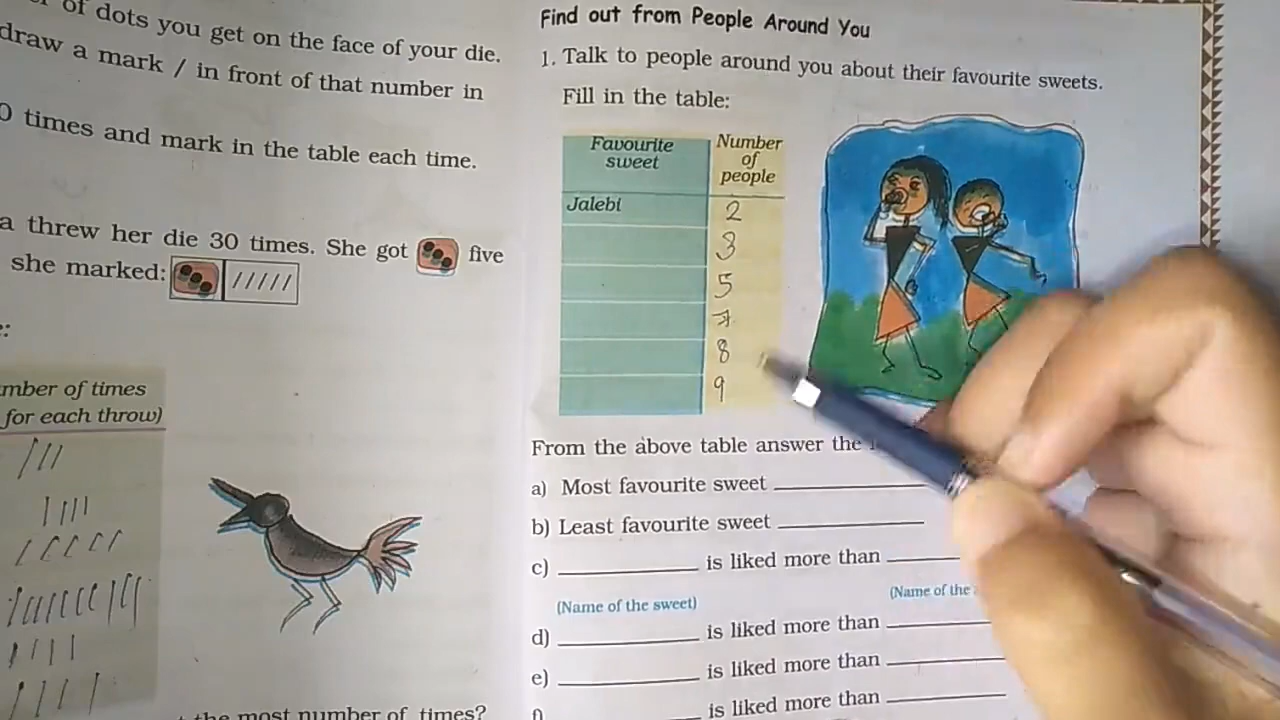 of dots you get on the face of your die.
draw a mark / in front of that number in
0 times and mark in the table each time.
a threw her die 30 times. She got five
she marked: /////
mber of times
for each throw)
the most number of times?
Find out from People Around You
1. Talk to people around you about their favourite sweets.
Fill in the table:
Favourite sweet
Number of people
Jalebi 2
3
5
7
8
9
From the above table answer the
a) Most favourite sweet
b) Least favourite sweet
c) is liked more than
(Name of the sweet) (Name of the
d) is liked more than
e) is liked more than
is liked more than